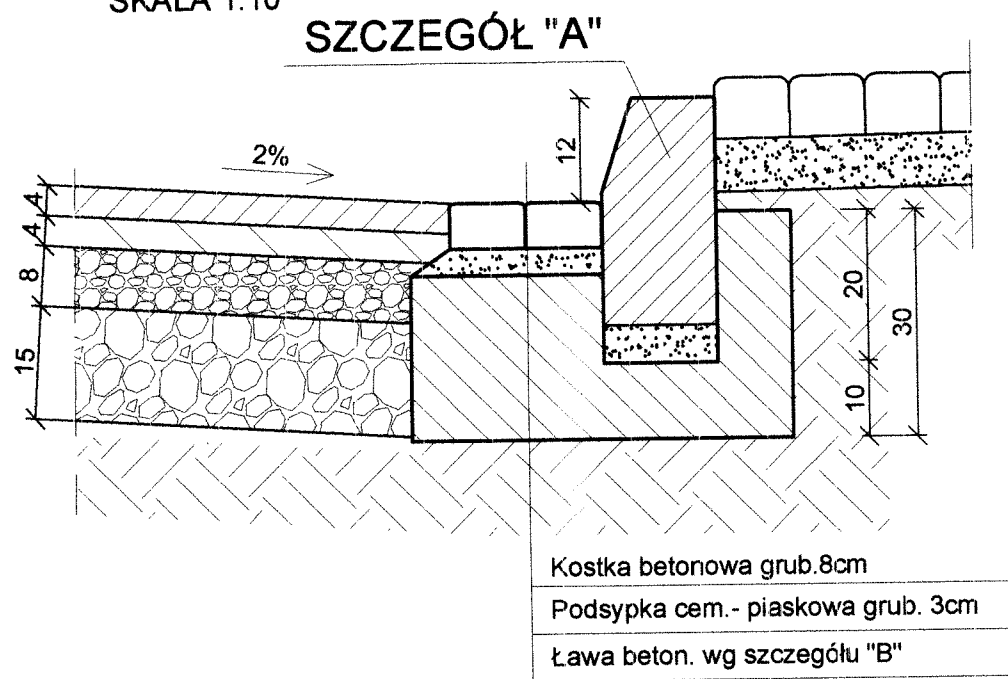 SKALA 1:10
SZCZEGÓŁ "A"
2%
12
4
4
8
15
20
30
10
Kostka betonowa grub.8cm
Podsypka cem.- piaskowa grub. 3cm
Ława beton. wg szczegółu "B"